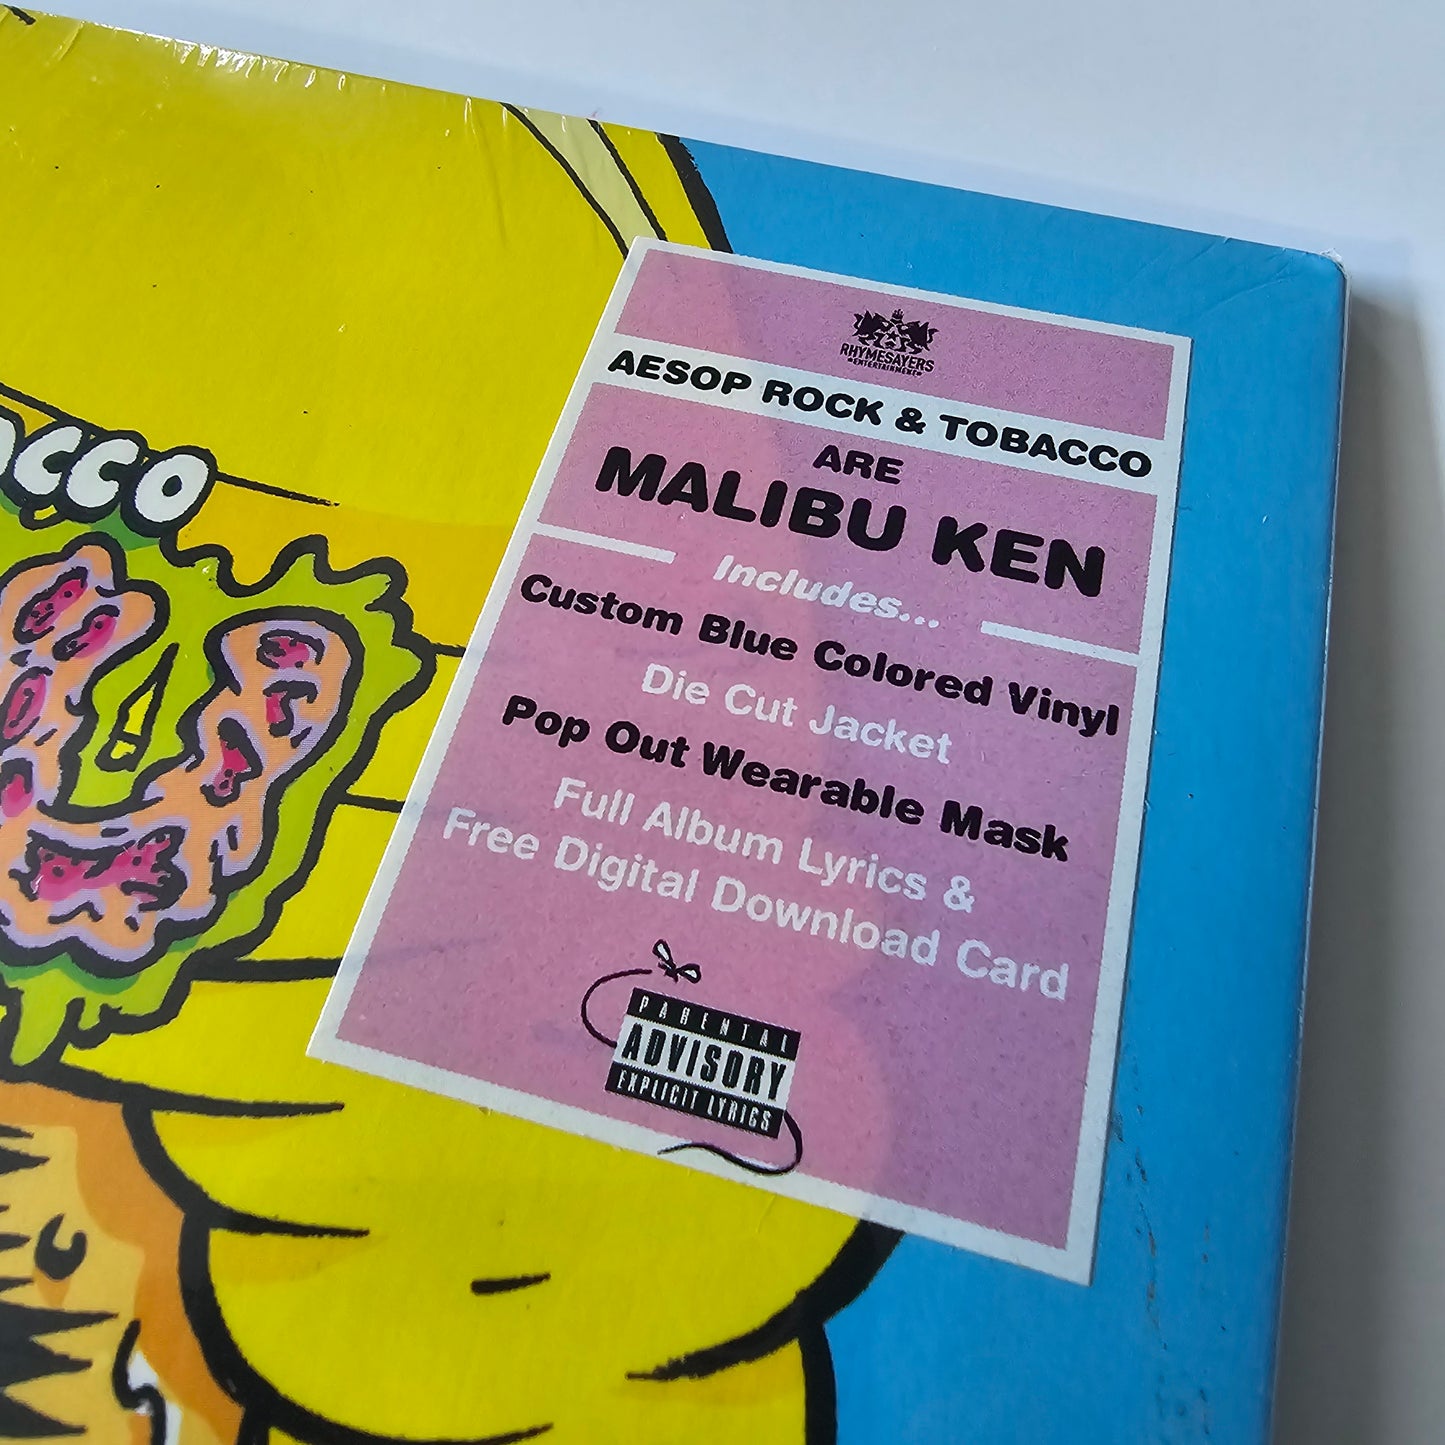 RHYMESAYERS
ENTERTAINMENT
AESOP ROCK & TOBACCO
ARE
MALIBU KEN
Includes...
Custom Blue Colored Vinyl
Die Cut Jacket
Pop Out Wearable Mask
Full Album Lyrics &
Free Digital Download Card
PARENTAL
ADVISORY
EXPLICIT LYRICS
ACCO